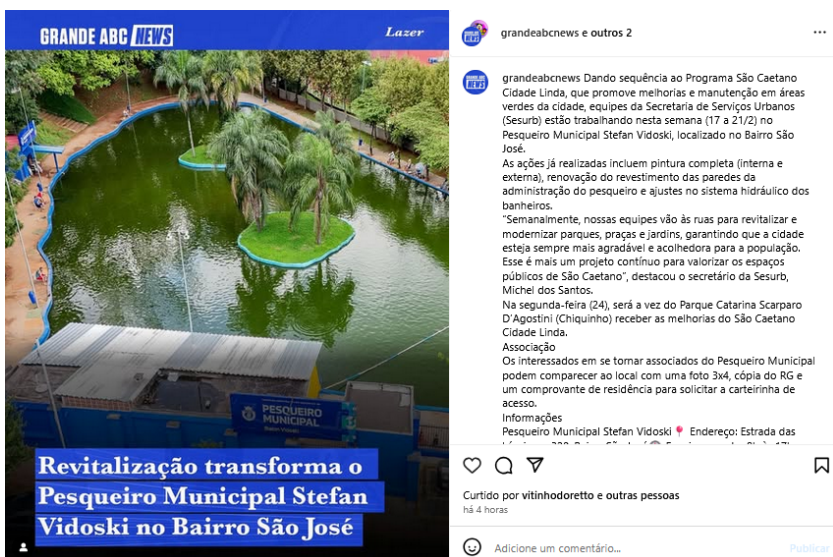 GRANDE ABC NEWS
Lazer
PESQUEIRO
MUNICIPAL
Revitalização transforma o
Pesqueiro Municipal Stefan
Vidoski no Bairro São José
grandeabcnews e outros 2
grandeabcnews Dando sequência ao Programa São Caetano
Cidade Linda, que promove melhorias e manutenção em áreas
verdes da cidade, equipes da Secretaria de Serviços Urbanos
(Sesurb) estão trabalhando nesta semana (17 a 21/2) no
Pesqueiro Municipal Stefan Vidoski, localizado no Bairro São
José.
As ações já realizadas incluem pintura completa (interna e
externa), renovação do revestimento das paredes da
administração do pesqueiro e ajustes no sistema hidráulico dos
banheiros.
“Semanalmente, nossas equipes vão às ruas para revitalizar e
modernizar parques, praças e jardins, garantindo que a cidade
esteja sempre mais agradável e acolhedora para a população.
Esse é mais um projeto contínuo para valorizar os espaços
públicos de São Caetano”, destacou o secretário da Sesurb,
Michel dos Santos.
Na segunda-feira (24), será a vez do Parque Catarina Scarparo
D’Agostini (Chiquinho) receber as melhorias do São Caetano
Cidade Linda.
Associação
Os interessados em se tornar associados do Pesqueiro Municipal
podem comparecer ao local com uma foto 3x4, cópia do RG e
um comprovante de residência para solicitar a carteirinha de
acesso.
Informações
Pesqueiro Municipal Stefan Vidoski 📍 Endereço: Estrada das
Curtido por vitinhodoretto e outras pessoas
há 4 horas
Adicione um comentário...
Publicar